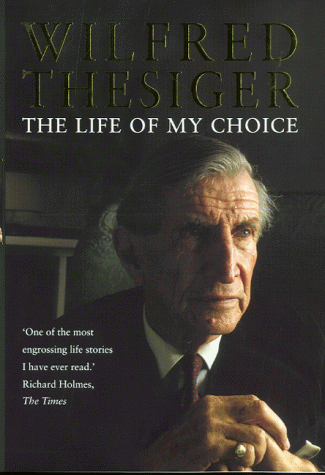 WILFRED
THESIGER
THE LIFE OF MY CHOICE
‘One of the most
engrossing life stories
I have ever read.’
Richard Holmes,
The Times